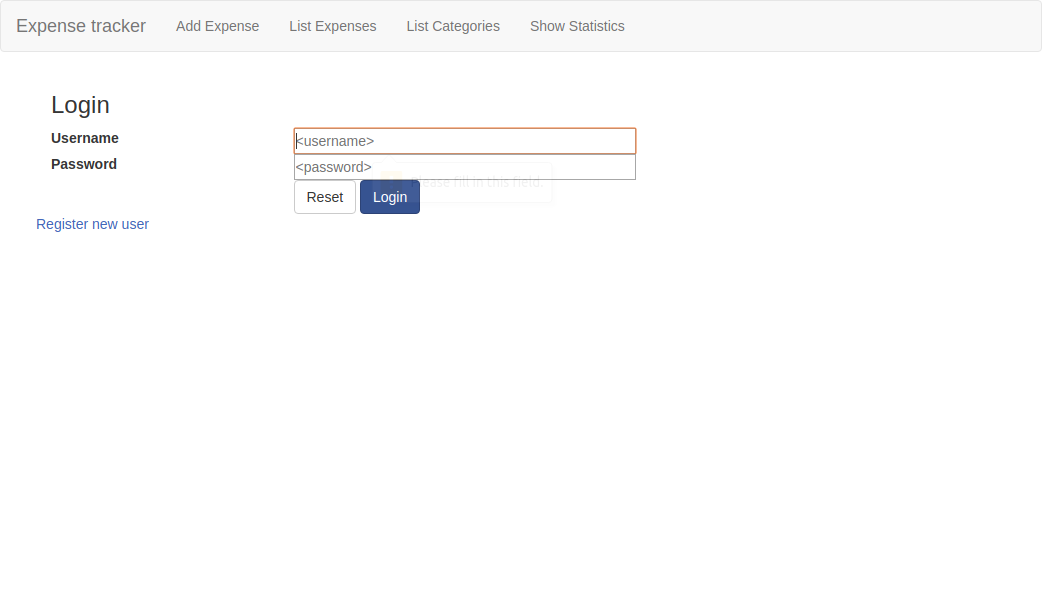 Expense tracker Add Expense List Expenses List Categories Show Statistics
Login
Username <username>
Password <password>
Please fill in this field.
Reset Login
Register new user